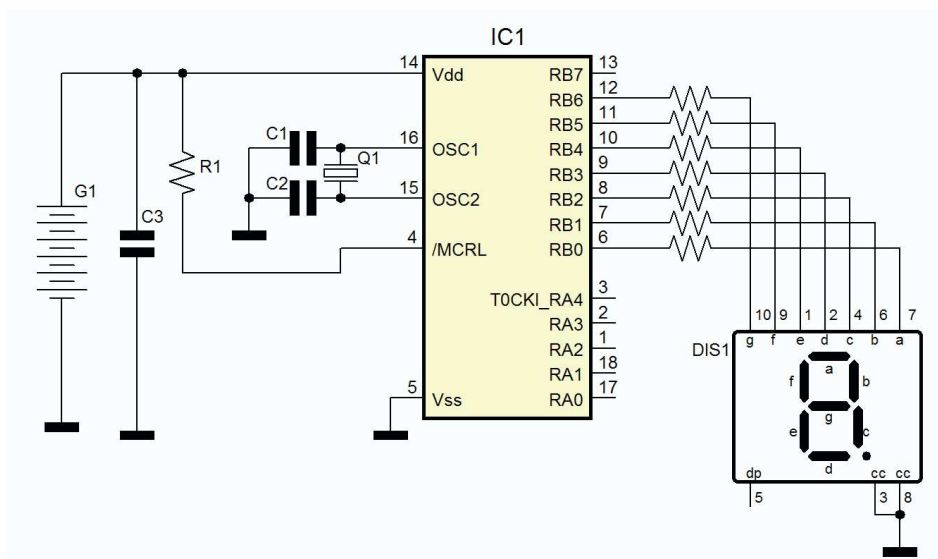 IC1
14 Vdd RB7 13
RB6 12
RB5 11
C1 16 OSC1 RB4 10
Q1
R1 RB3 9
C2 15 OSC2 RB2 8
G1
C3 RB1 7
4 /MCRL RB0 6
T0CKI_RA4 3
RA3 2
RA2 1
RA1 18
5 Vss RA0 17
10 9 1 2 4 6 7
DIS1 g f e d c b a
a
f b
g
e c
d
dp cc cc
5 3 8